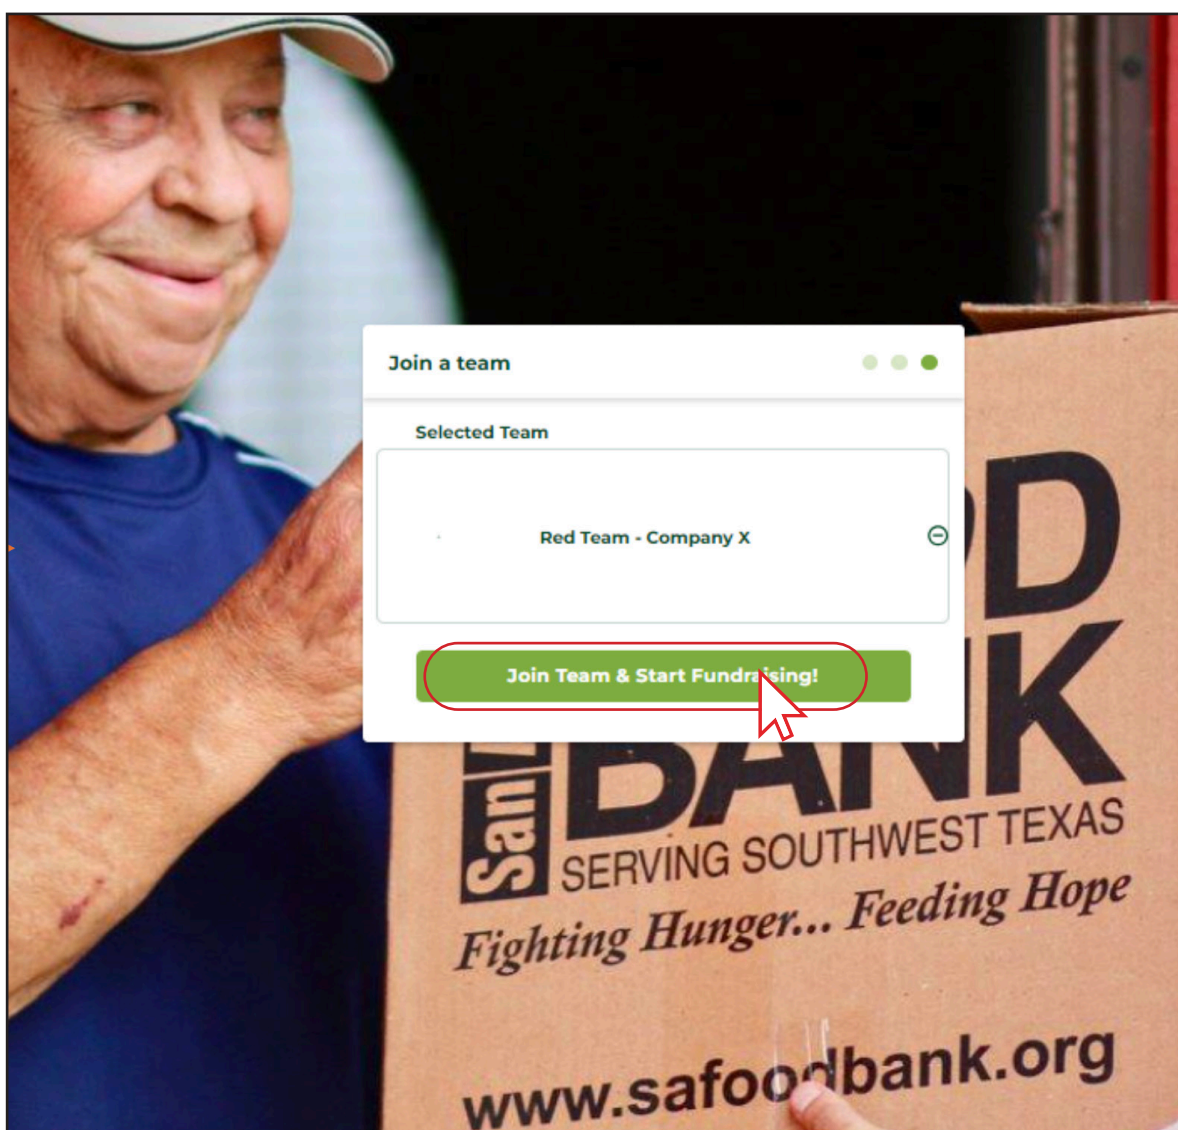 Join a team
Selected Team
Red Team - Company X
Join Team & Start Fundraising!
San
BANK
SERVING SOUTHWEST TEXAS
Fighting Hunger... Feeding Hope
www.safoodbank.org